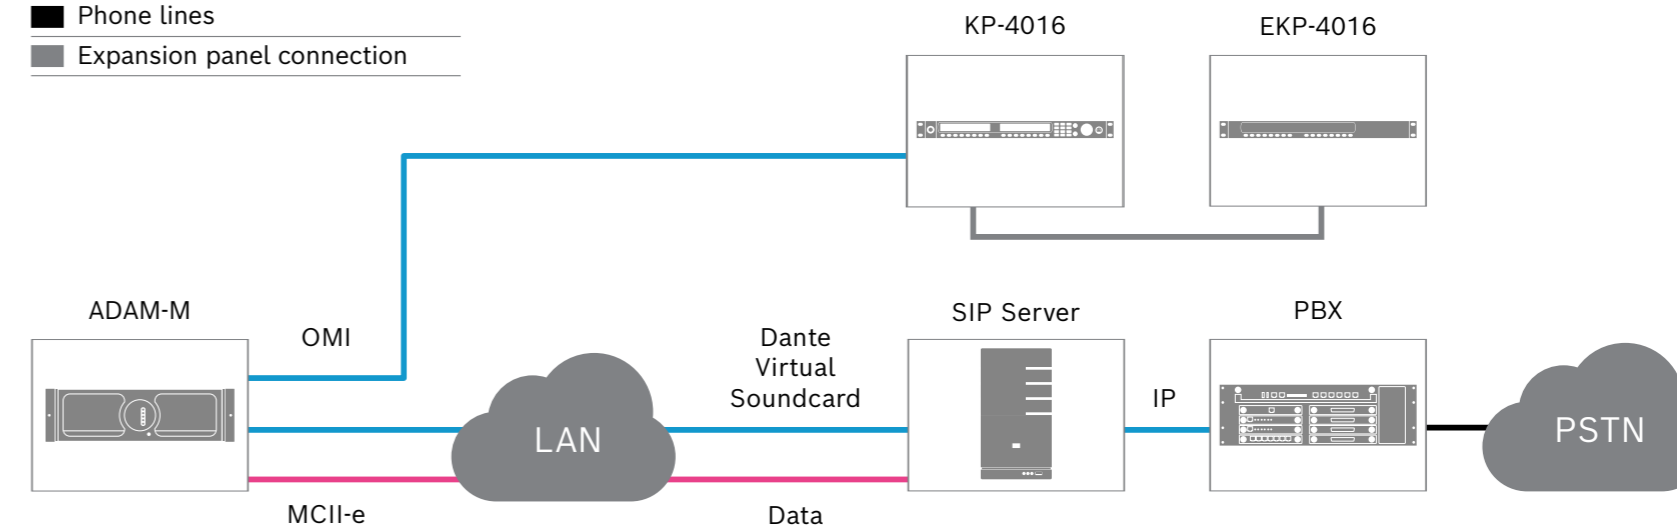 Phone lines
Expansion panel connection
KP-4016
EKP-4016
ADAM-M
OMI
Dante
Virtual
Soundcard
SIP Server
IP
PBX
LAN
PSTN
MCII-e
Data